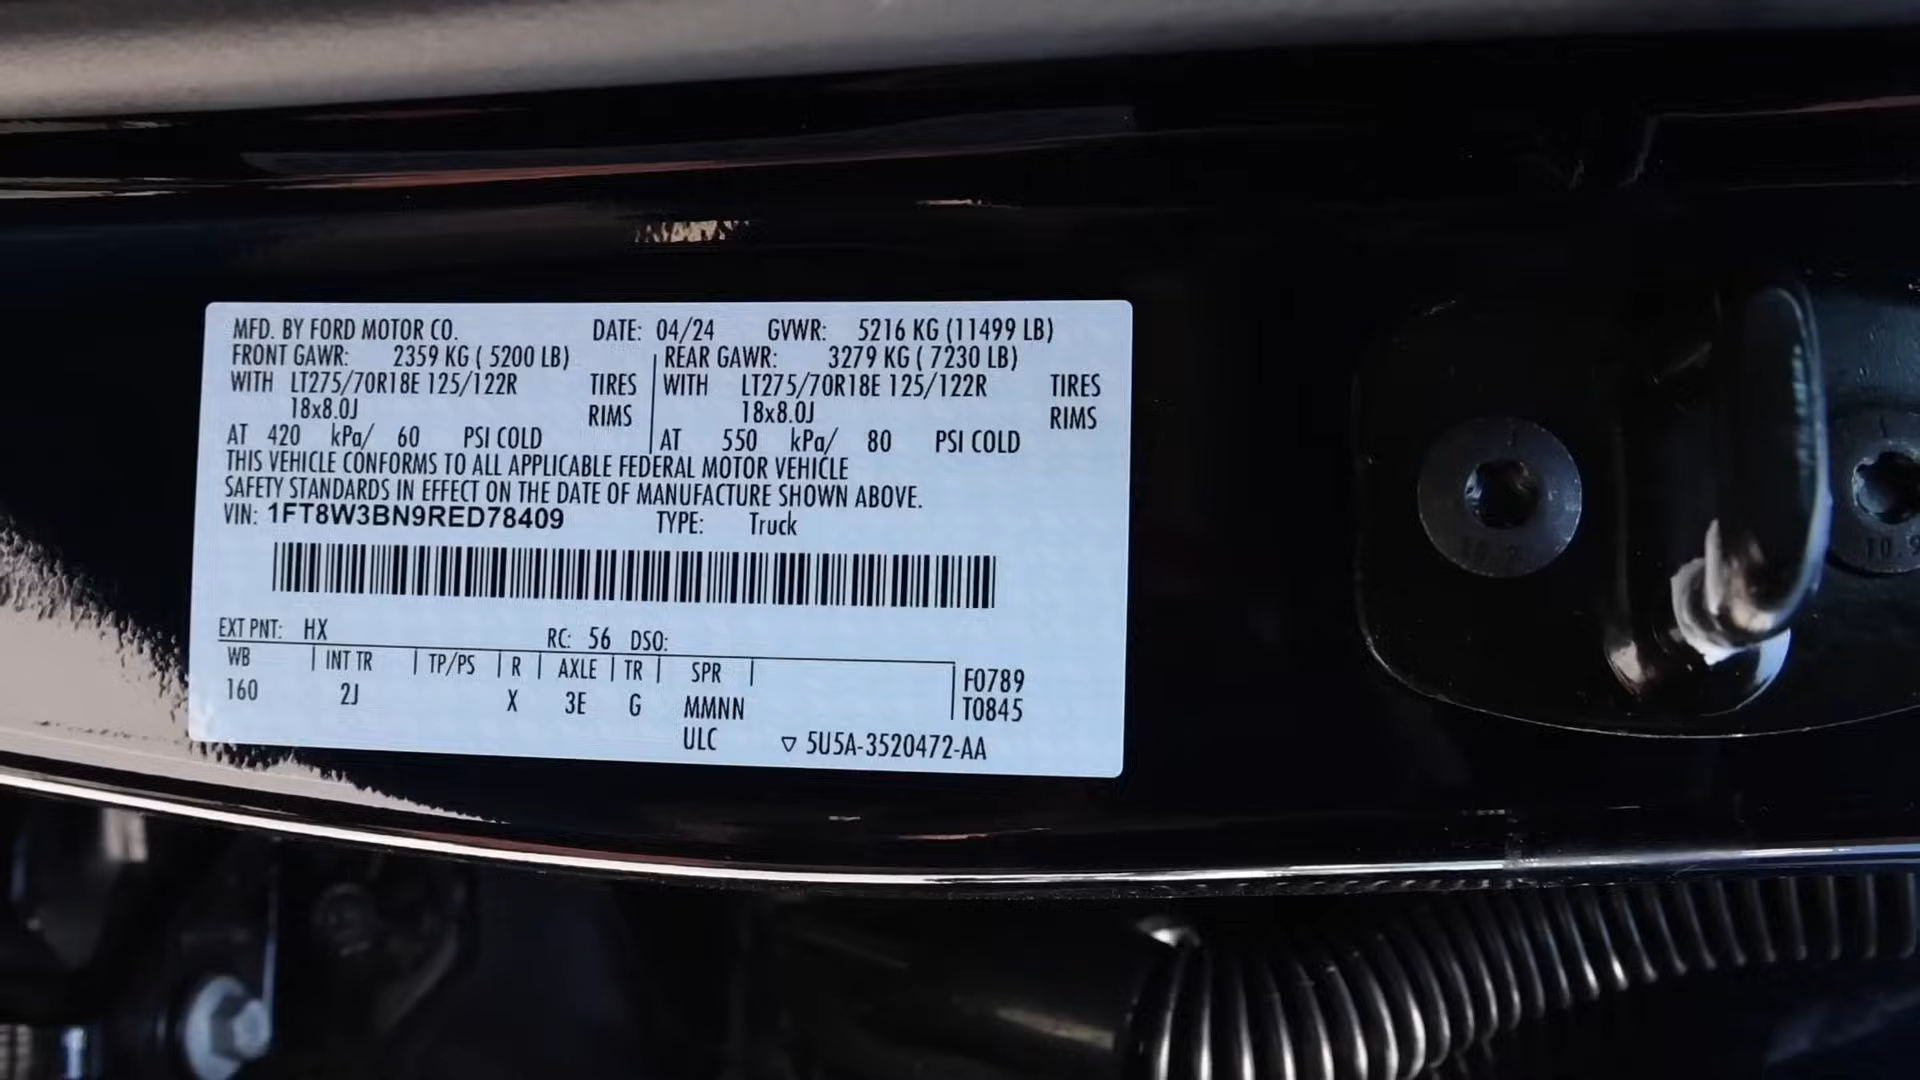 MFD. BY FORD MOTOR CO. DATE: 04/24 GVWR: 5216 KG (11499 LB)
FRONT GAWR: 2359 KG ( 5200 LB) REAR GAWR: 3279 KG ( 7230 LB)
WITH LT275/70R18E 125/122R TIRES WITH LT275/70R18E 125/122R TIRES
18x8.0J RIMS 18x8.0J RIMS
AT 420 kPa/ 60 PSI COLD AT 550 kPa/ 80 PSI COLD
THIS VEHICLE CONFORMS TO ALL APPLICABLE FEDERAL MOTOR VEHICLE
SAFETY STANDARDS IN EFFECT ON THE DATE OF MANUFACTURE SHOWN ABOVE.
VIN: 1FT8W3BN9RED78409 TYPE: Truck
EXT PNT: HX RC: 56 DSO:
WB INT TR TP/PS R AXLE TR SPR F0789
160 2J X 3E G MMNN T0845
ULC ▽ 5U5A-3520472-AA